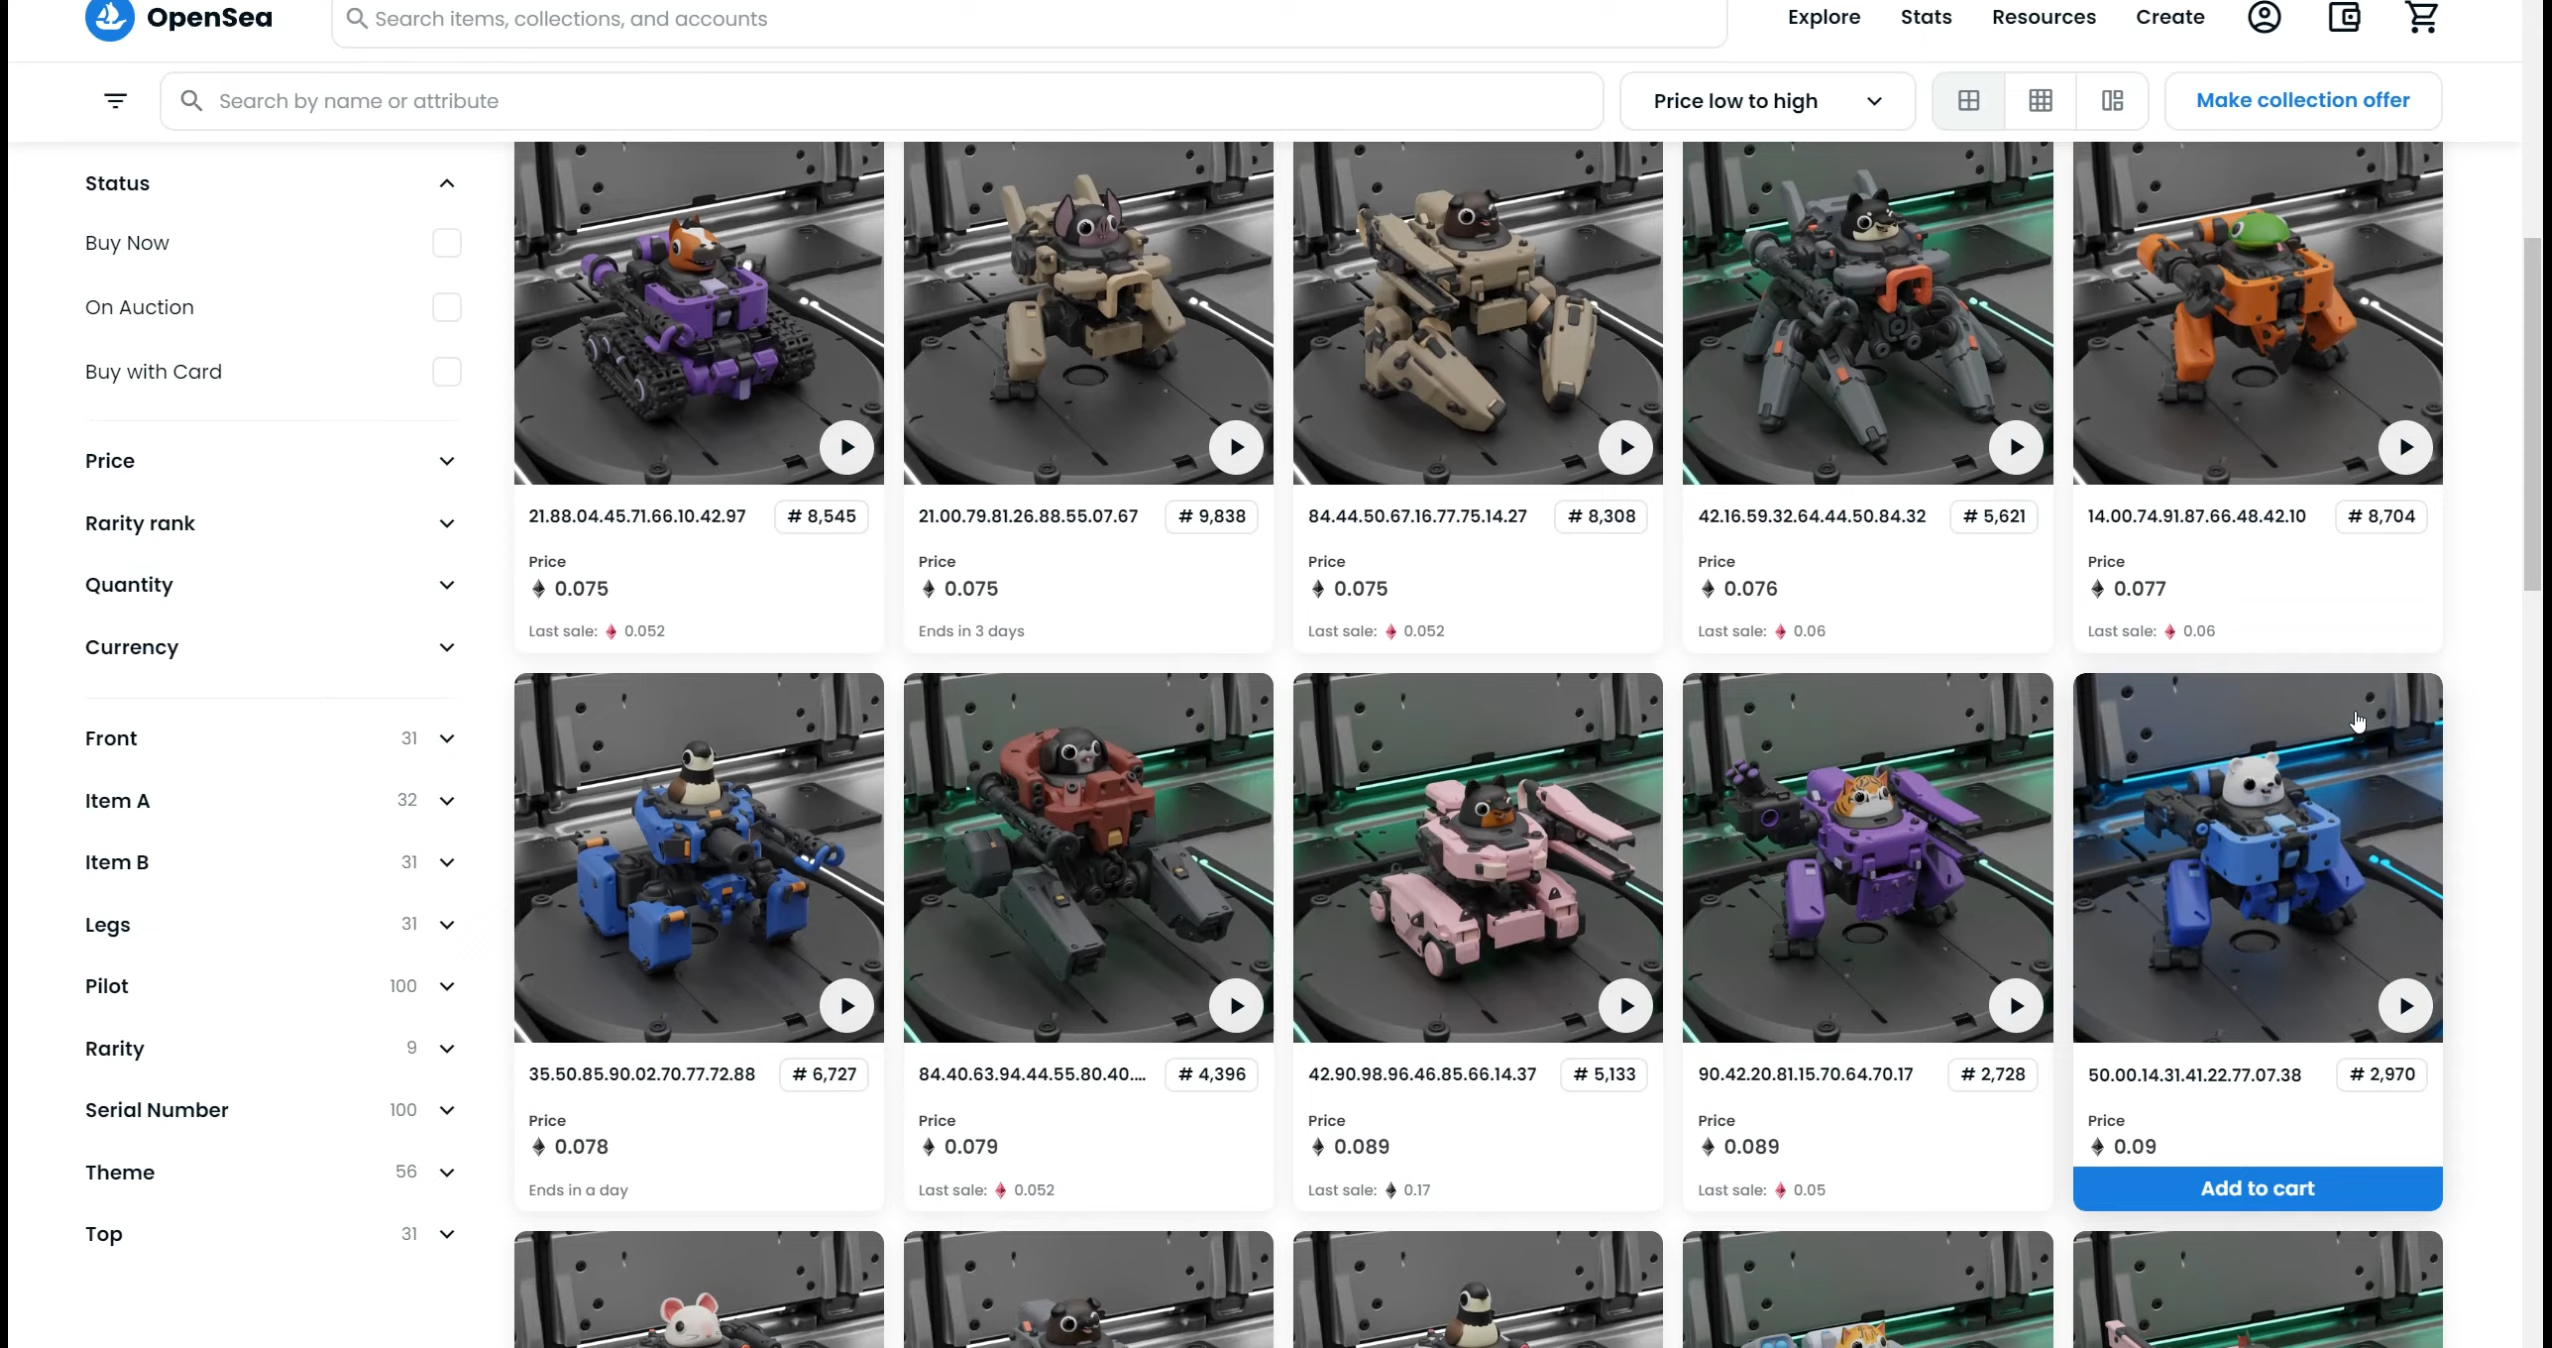 OpenSea
Search items, collections, and accounts
Explore
Stats
Resources
Create
Search by name or attribute
Price low to high
Make collection offer
Status
Buy Now
On Auction
Buy with Card
Price
Rarity rank
Quantity
Currency
Front 31
Item A 32
Item B 31
Legs 31
Pilot 100
Rarity 9
Serial Number 100
Theme 56
Top 31
21.88.04.45.71.66.10.42.97 # 8,545
Price
0.075
Last sale: 0.052
21.00.79.81.26.88.55.07.67 # 9,838
Price
0.075
Ends in 3 days
84.44.50.67.16.77.75.14.27 # 8,308
Price
0.075
Last sale: 0.052
42.16.59.32.64.44.50.84.32 # 5,621
Price
0.076
Last sale: 0.06
14.00.74.91.87.66.48.42.10 # 8,704
Price
0.077
Last sale: 0.06
35.50.85.90.02.70.77.72.88 # 6,727
Price
0.078
Ends in a day
84.40.63.94.44.55.80.40.... # 4,396
Price
0.079
Last sale: 0.052
42.90.98.96.46.85.66.14.37 # 5,133
Price
0.089
Last sale: 0.17
90.42.20.81.15.70.64.70.17 # 2,728
Price
0.089
Last sale: 0.05
50.00.14.31.41.22.77.07.38 # 2,970
Price
0.09
Add to cart